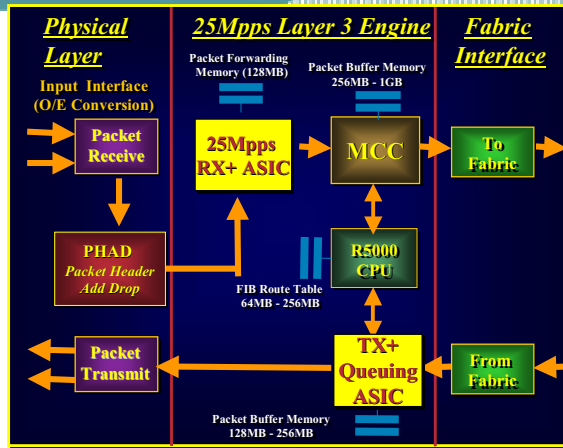 Physical
Layer
25Mpps Layer 3 Engine
Fabric
Interface
Input Interface
(O/E Conversion)
Packet
Receive
PHAD
Packet Header
Add Drop
Packet
Transmit
Packet Forwarding
Memory (128MB)
25Mpps
RX+ ASIC
Packet Buffer Memory
256MB - 1GB
MCC
R5000
CPU
FIB Route Table
64MB - 256MB
TX+
Queuing
ASIC
Packet Buffer Memory
128MB - 256MB
To
Fabric
From
Fabric